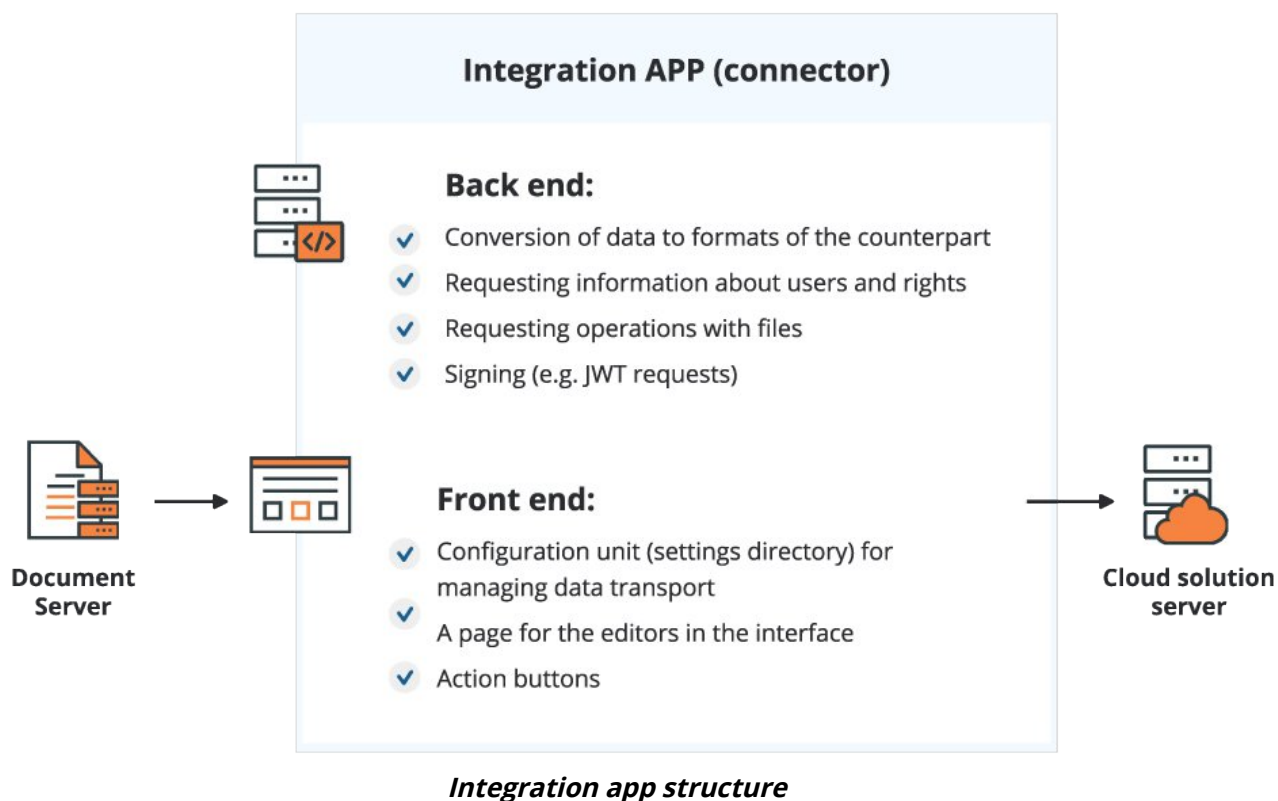 Integration APP (connector)
Back end:
Conversion of data to formats of the counterpart
Requesting information about users and rights
Requesting operations with files
Signing (e.g. JWT requests)
</>
Document
Server
Front end:
Configuration unit (settings directory) for
managing data transport
A page for the editors in the interface
Action buttons
Cloud solution
server
Integration app structure